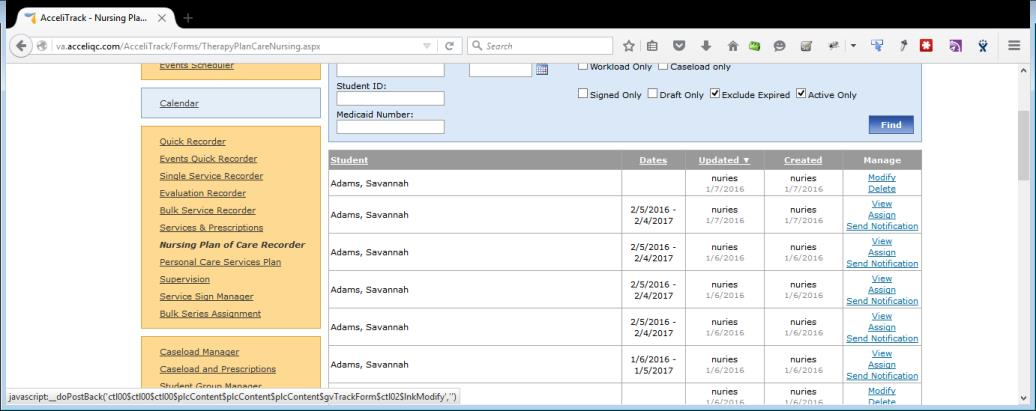 AcceliTrack - Nursing Pla...
va.acceliqc.com/AcceliTrack/Forms/TherapyPlanCareNursing.aspx
Search
Events Scheduler
Calendar
Quick Recorder
Events Quick Recorder
Single Service Recorder
Evaluation Recorder
Bulk Service Recorder
Services & Prescriptions
Nursing Plan of Care Recorder
Personal Care Services Plan
Supervision
Service Sign Manager
Bulk Series Assignment
Caseload Manager
Caseload and Prescriptions
Student Group Manager
Workload Only Caseload only
Student ID:
Signed Only Draft Only Exclude Expired Active Only
Medicaid Number:
Find
Student Dates Updated ▼ Created Manage
Adams, Savannah nuries 1/7/2016 nuries 1/7/2016 Modify
Delete
Adams, Savannah 2/5/2016 - 2/4/2017 nuries 1/7/2016 nuries 1/7/2016 View
Assign
Send Notification
Adams, Savannah 2/5/2016 - 2/4/2017 nuries 1/6/2016 nuries 1/6/2016 View
Assign
Send Notification
Adams, Savannah 2/5/2016 - 2/4/2017 nuries 1/6/2016 nuries 1/6/2016 View
Assign
Send Notification
Adams, Savannah 2/5/2016 - 2/4/2017 nuries 1/6/2016 nuries 1/6/2016 View
Assign
Send Notification
Adams, Savannah 1/6/2016 - 1/5/2017 nuries 1/6/2016 nuries 1/6/2016 View
Assign
Send Notification
nuries 1/6/2016 nuries 1/6/2016 Modify
Delete
javascript:__doPostBack('ctl00$ctl00$ctl00$plcContent$plcContent$plcContent$gvTrackForm$ctl02$lnkModify','')